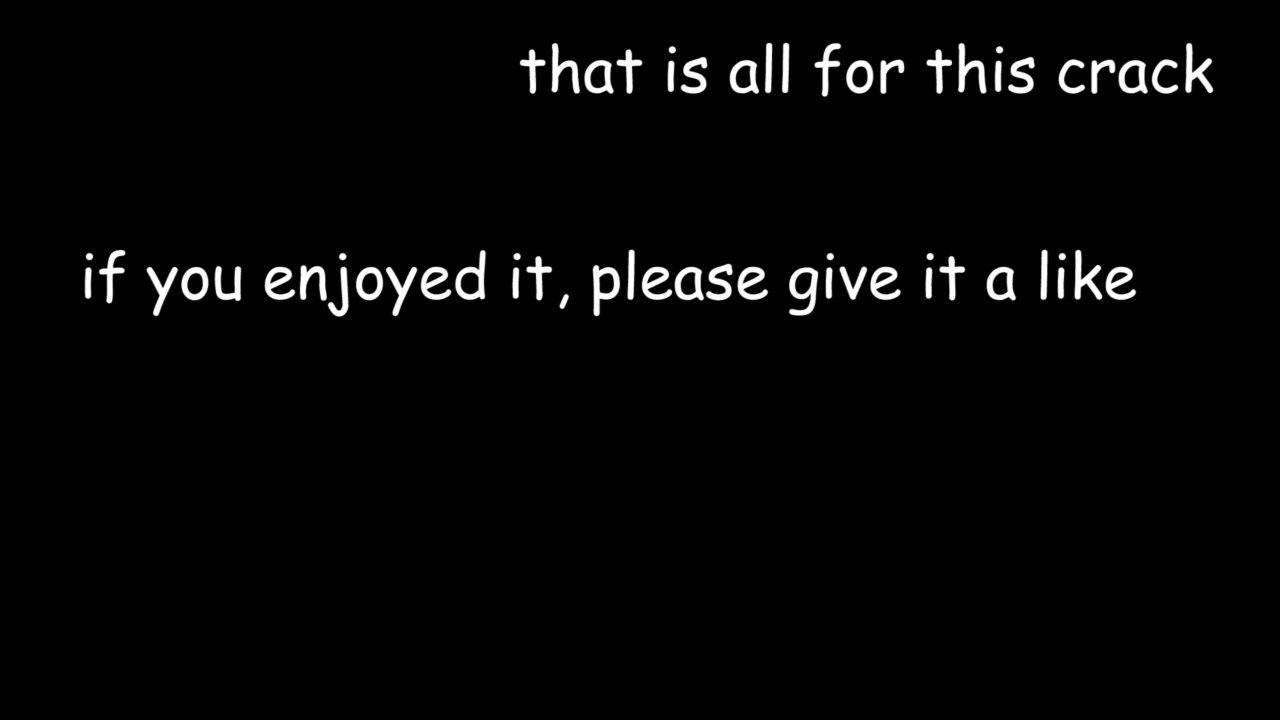 that is all for this crack
if you enjoyed it, please give it a like